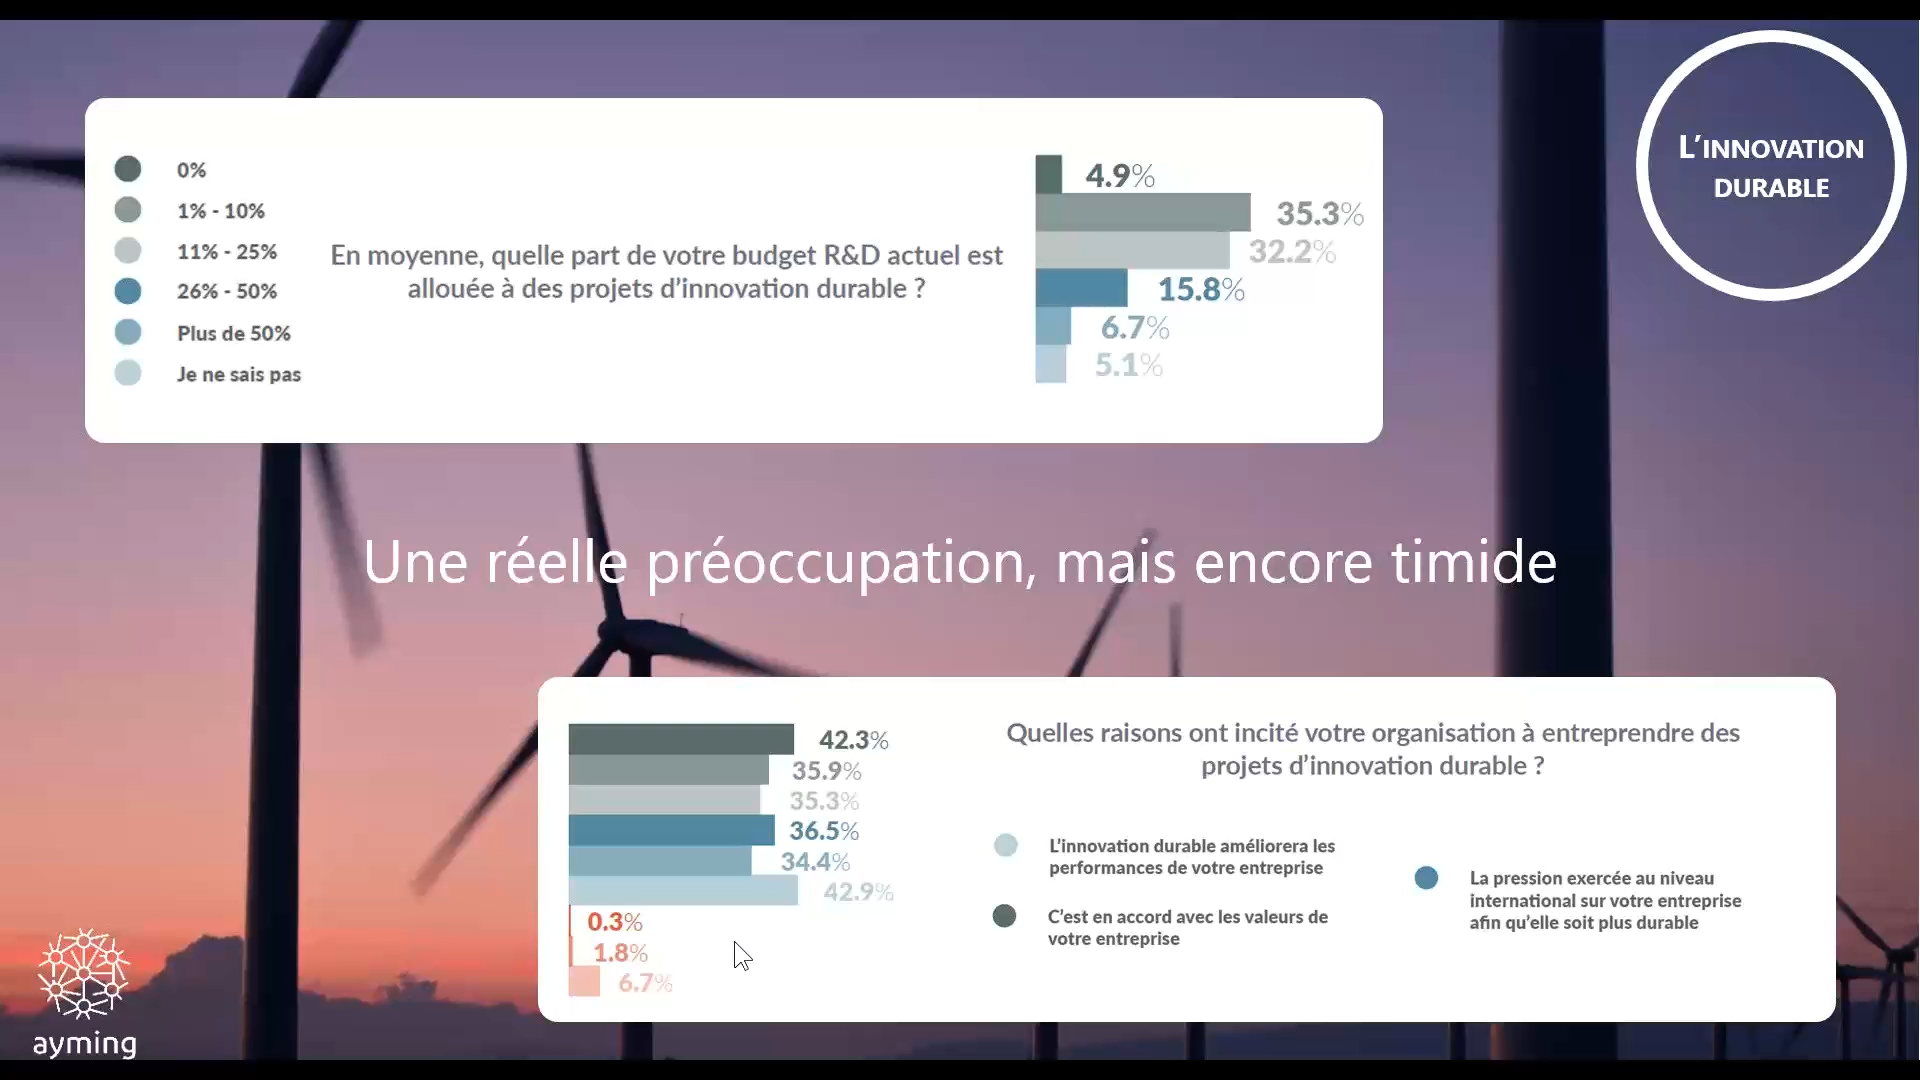 L'INNOVATION
DURABLE
0%
1% - 10%
11% - 25%
26% - 50%
Plus de 50%
Je ne sais pas
En moyenne, quelle part de votre budget R&D actuel est
allouée à des projets d'innovation durable ?
4.9%
35.3%
32.2%
15.8%
6.7%
5.1%
Une réelle préoccupation, mais encore timide
42.3%
35.9%
35.3%
36.5%
34.4%
42.9%
0.3%
1.8%
6.7%
Quelles raisons ont incité votre organisation à entreprendre des
projets d'innovation durable ?
L'innovation durable améliorera les
performances de votre entreprise
C'est en accord avec les valeurs de
votre entreprise
La pression exercée au niveau
international sur votre entreprise
afin qu'elle soit plus durable
ayming